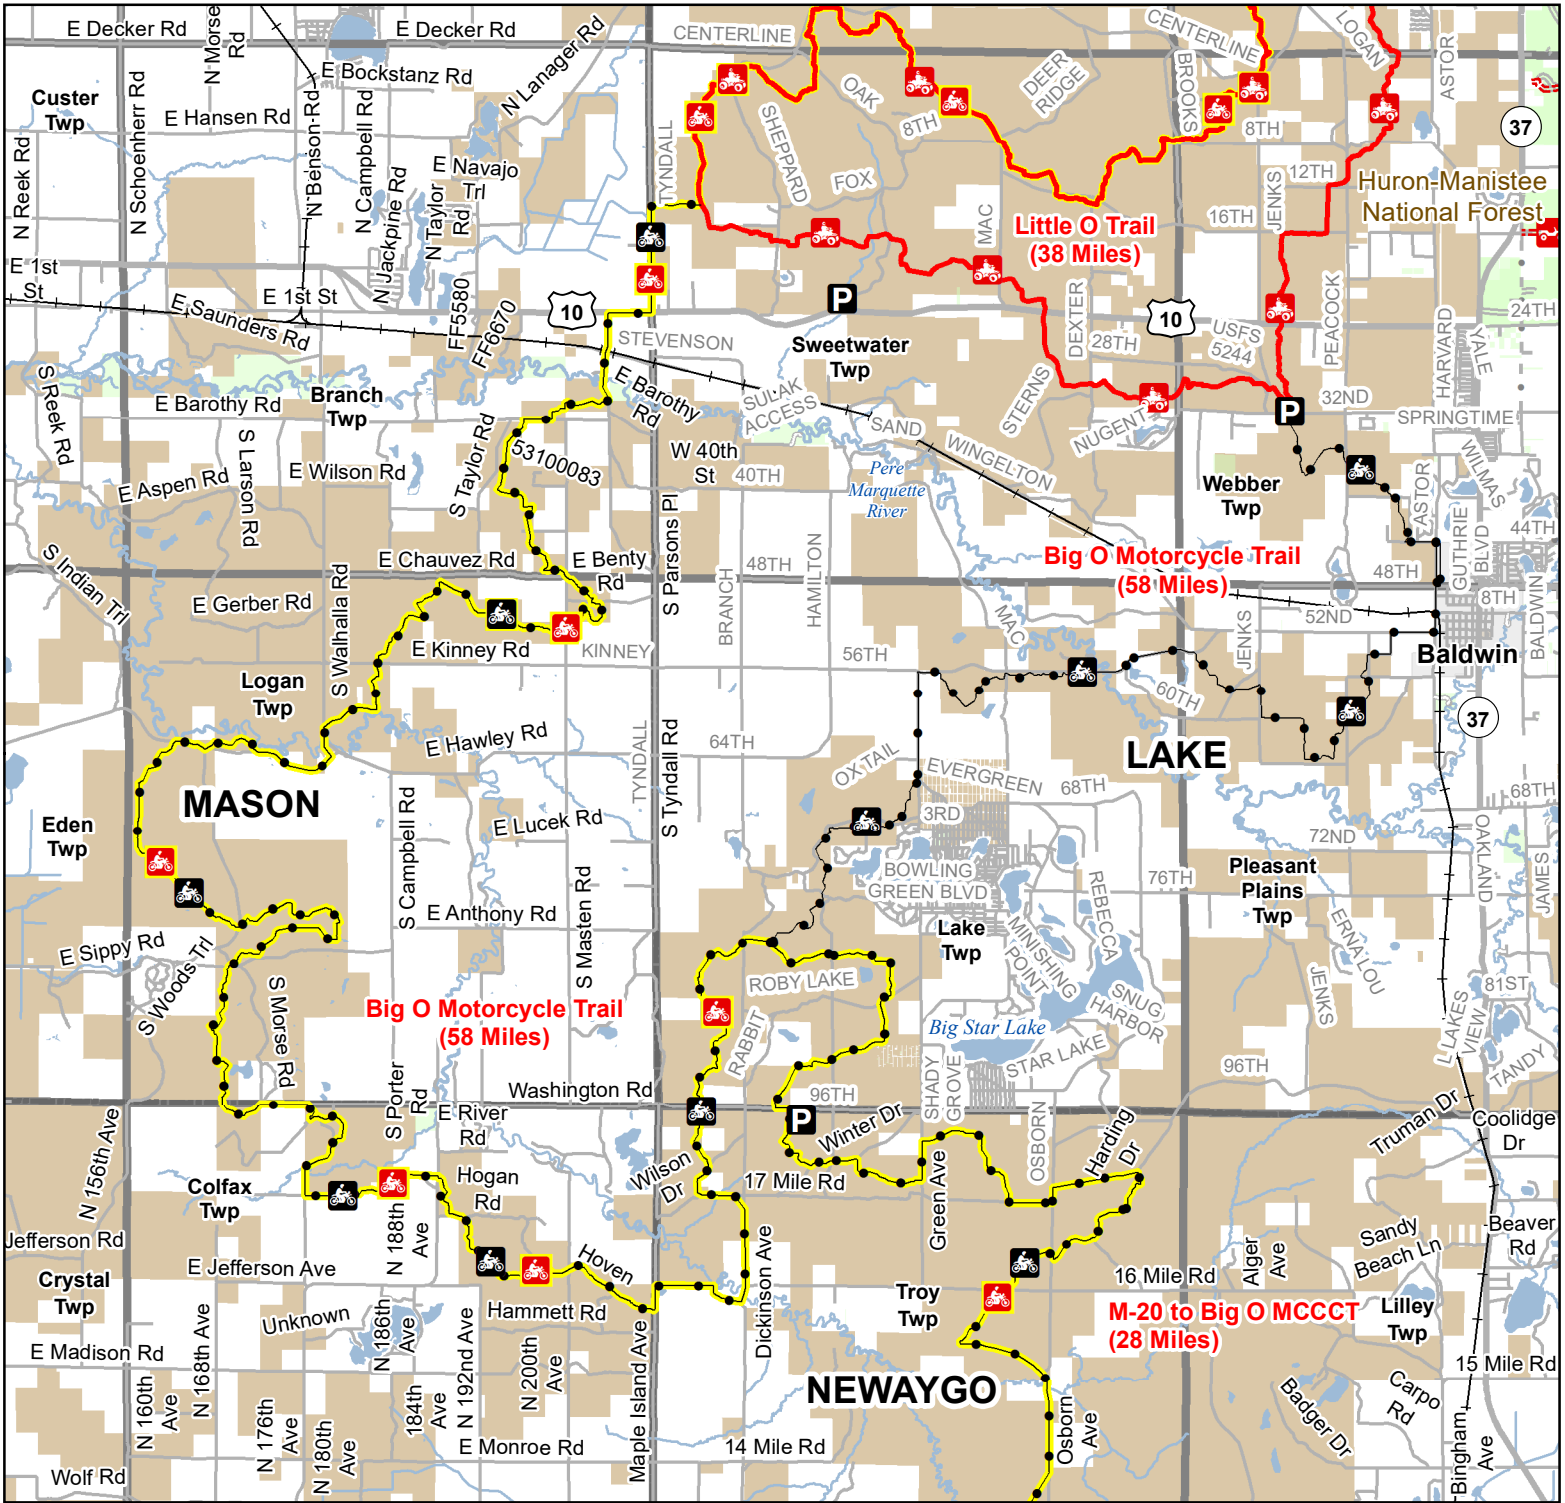 E Decker Rd
N Morse
Rd
E Decker Rd
N Lanager Rd
CENTERLINE
CENTERLINE
LOGAN
ASTOR
E Bockstanz Rd
Custer
Twp
N Schoenherr Rd
E Hansen Rd
N Benson Rd
N Campbell Rd
OAK
8TH
DEER
RIDGE
BROOKS
8TH
37
N Reek Rd
E Navajo
Trl
N Jackpine Rd
N Taylor
Rd
TYNDALL
SHEPPARD
FOX
MAC
16TH
JENKS
12TH
Huron-Manistee
National Forest
Little O Trail
(38 Miles)
E 1st
St
E 1st St
E Saunders Rd
FF5580
FF6670
10
STEVENSON
P
Sweetwater
Twp
DEXTER
10
28TH
USFS
5244
PEACOCK
24TH
HARVARD
YALE
S Reek Rd
E Barothy Rd
Branch
Twp
E Barothy
Rd
SULAK
ACCESS
SAND
WINGELTON
STERNS
NUGENT
P
32ND
SPRINGTIME
E Aspen Rd
S Larson Rd
E Wilson Rd
S Taylor Rd
53100083
W 40th
St
40TH
Pere
Marquette
River
Webber
Twp
ASTOR
WILMAS
GUTHRIE
BLVD
44TH
S Indian Trl
S Parsons Pl
E Chauvez Rd
E Benty
Rd
48TH
HAMILTON
BRANCH
Big O Motorcycle Trail
(58 Miles)
48TH
8TH
BALDWIN
E Gerber Rd
S Walhalla Rd
E Kinney Rd
KINNEY
56TH
MAC
JENKS
52ND
Baldwin
Logan
Twp
60TH
37
E Hawley Rd
TYNDALL
S Tyndall Rd
64TH
OX TAIL
LAKE
EVERGREEN
68TH
68TH
MASON
Eden
Twp
S Campbell Rd
E Lucek Rd
3RD
72ND
OAKLAND
JAMES
BOWLING
GREEN BLVD
REBECCA
76TH
Pleasant
Plains
Twp
E Anthony Rd
S Masten Rd
Lake
Twp
MINISHING
POINT
ERNA LOU
E Sippy Rd
S Woods Trl
S Morse Rd
ROBY LAKE
SNUG
HARBOR
JENKS
81ST
Big O Motorcycle Trail
(58 Miles)
RABBIT
Big Star Lake
STAR LAKE
LAKES
VIEW
TANDY
S Porter
Rd
Washington Rd
96TH
SHADY
GROVE
96TH
N 156th Ave
E River
Rd
P
Winter Dr
OSBORN
Harding
Dr
Truman Dr
Coolidge
Dr
Colfax
Twp
Hogan
Rd
Wilson
Dr
17 Mile Rd
Green Ave
N 188th
Ave
Jefferson Rd
E Jefferson Ave
Hoven
Dickinson Ave
16 Mile Rd
Alger
Ave
Sandy
Beach Ln
Beaver
Rd
Crystal
Twp
Unknown
Hammett Rd
Troy
Twp
M-20 to Big O MCCCT
(28 Miles)
Lilley
Twp
E Madison Rd
N 168th Ave
N 186th
Ave
N 192nd Ave
N 200th
Ave
Maple Island Ave
15 Mile Rd
N 160th
Ave
N 176th
Ave
N 180th
Ave
184th
Ave
NEWAYGO
Osborn
Ave
Badger Dr
Carpo
Rd
Bingham
Ave
Wolf Rd
E Monroe Rd
14 Mile Rd